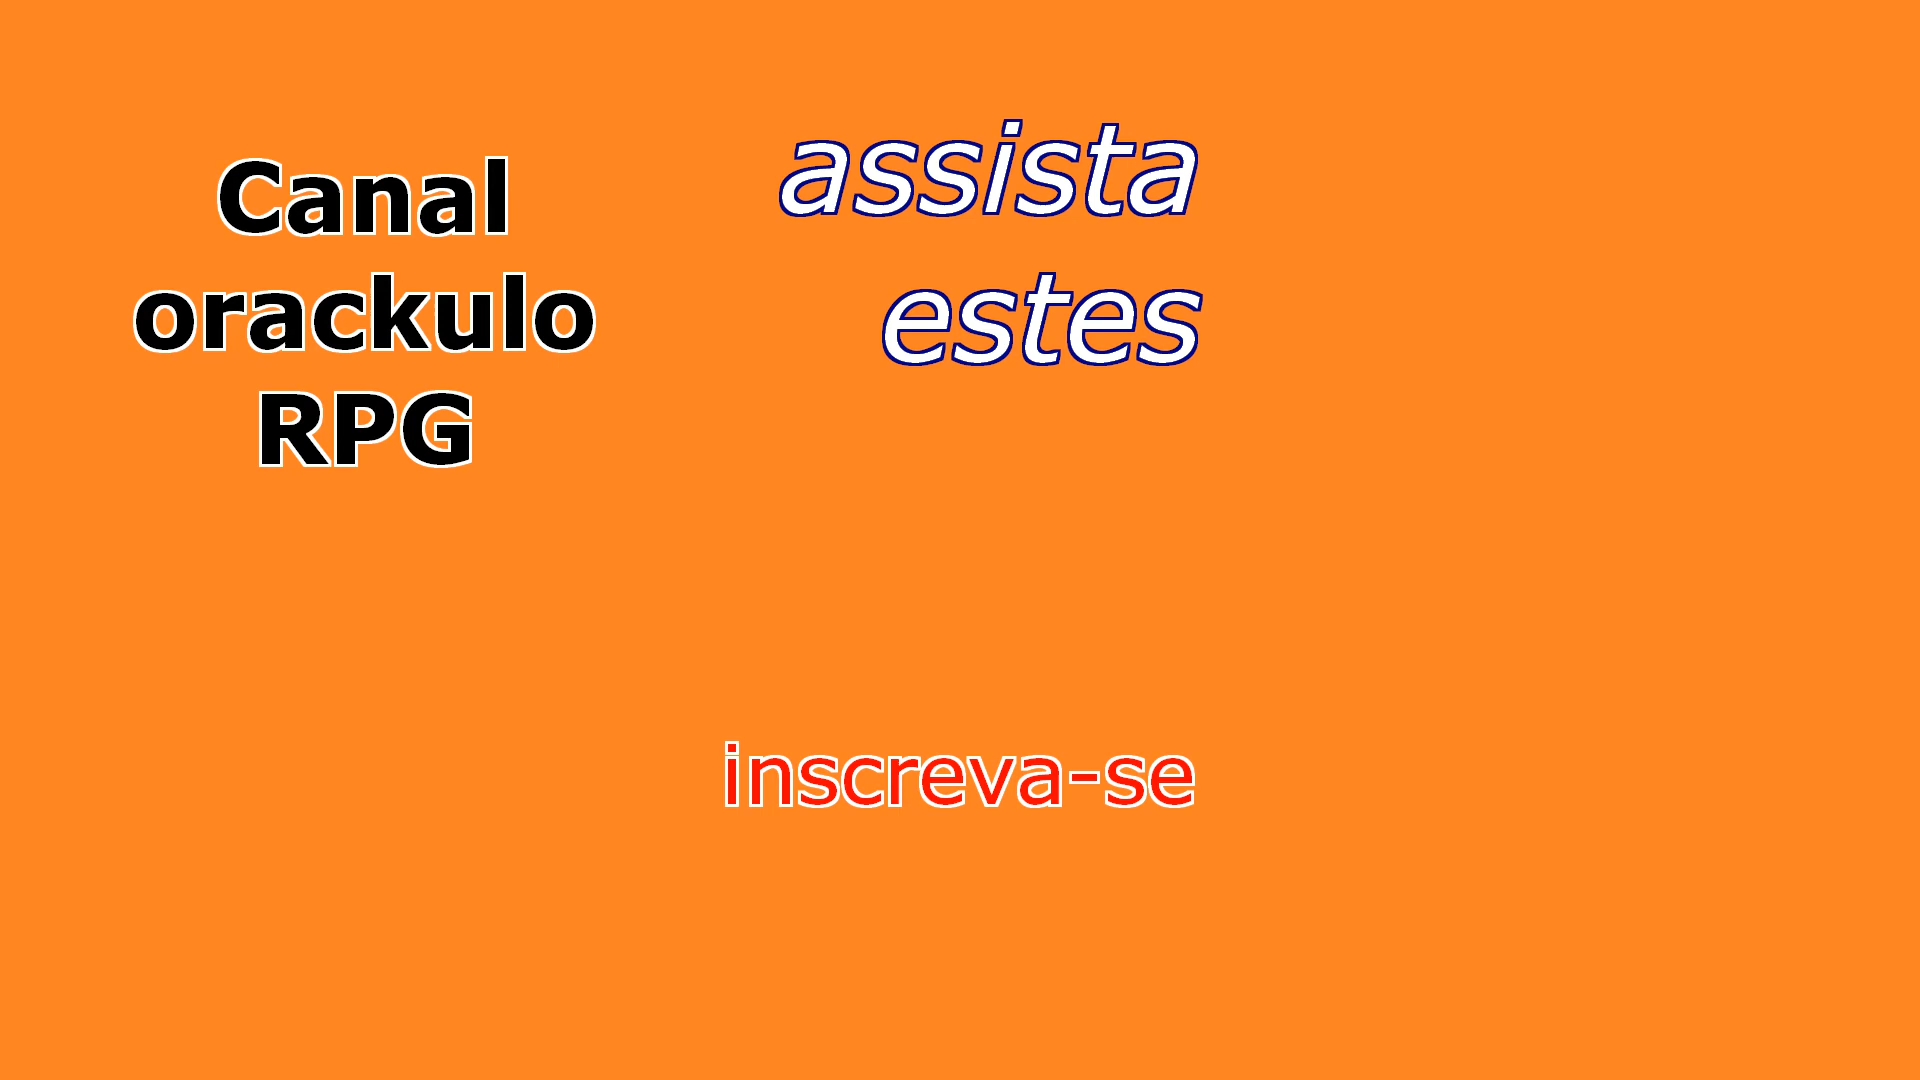 Canal
orackulo
RPG
assista
estes
inscreva-se